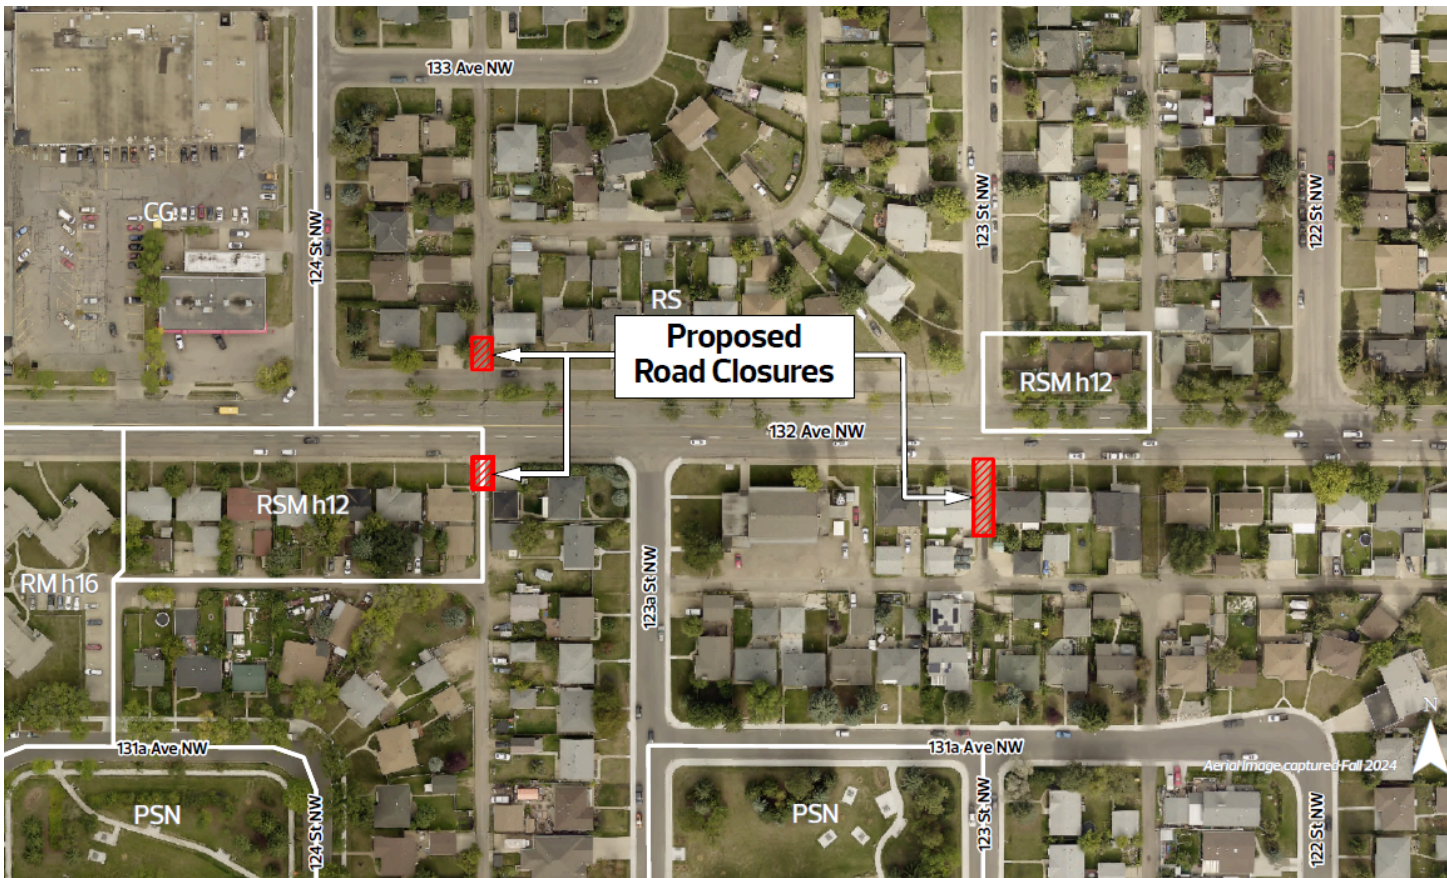 133 Ave NW
CG
124 St NW
123 St NW
122 St NW
RS
Proposed
Road Closures
RSM h12
132 Ave NW
RSM h12
RM h16
123a St NW
N
131a Ave NW
131a Ave NW
Aerial image captured Fall 2024
PSN
PSN
124 St NW
123 St NW
122 St NW